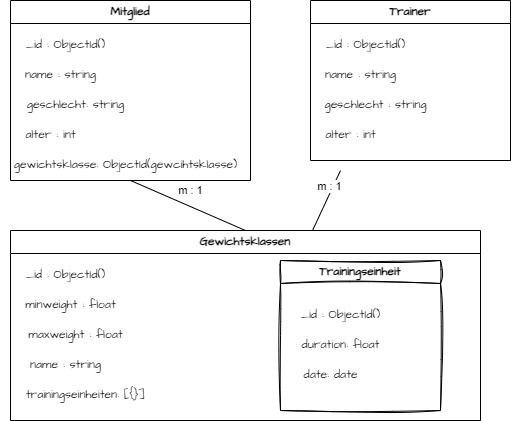 Mitglied
_id : ObjectId()
name : string
geschlecht: string
alter : int
gewichtsklasse: ObjectId(gewcihtsklasse)
Trainer
_id : ObjectId()
name : string
geschlecht : string
alter : int
m : 1
m : 1
Gewichtsklassen
_id : ObjectId()
minweight : float
maxweight : float
name : string
trainingseinheiten: [{}]
Trainingseinheit
_id : ObjectId()
duration: float
date: date